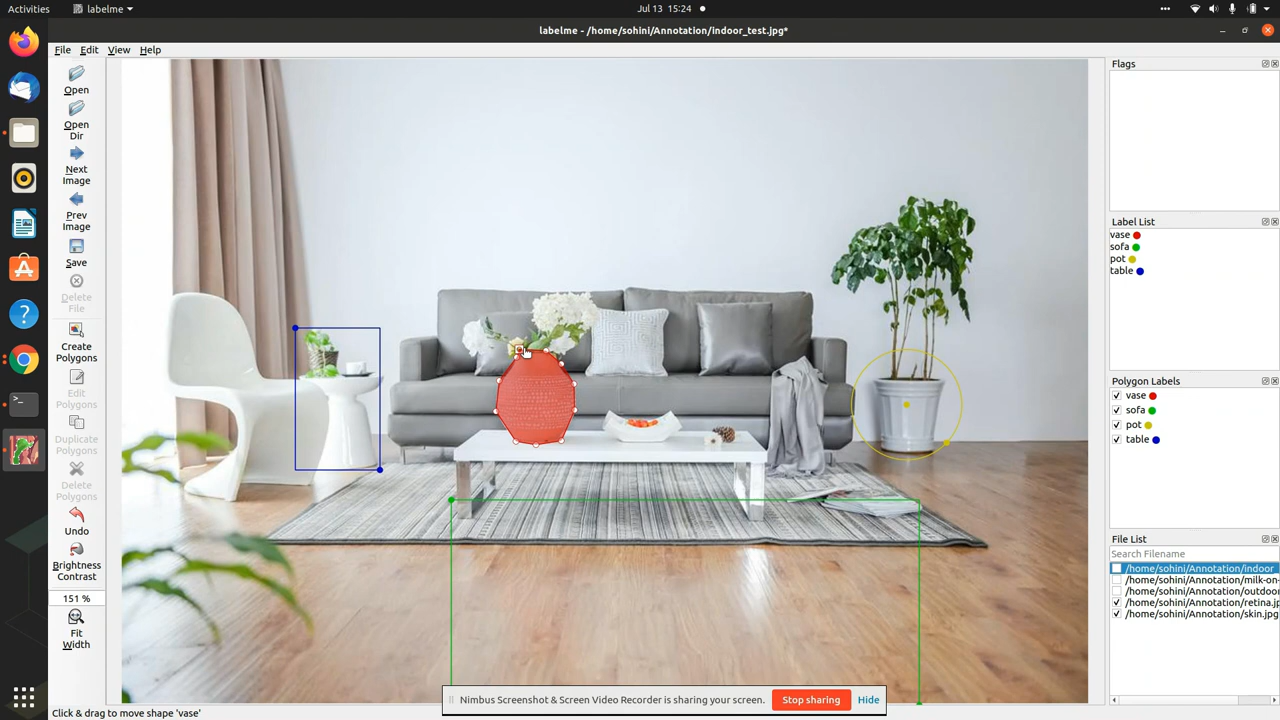 Activities
labelme
Jul 13 15:24
labelme - /home/sohini/Annotation/indoor_test.jpg*
File Edit View Help
Open
Open
Dir
Next
Image
Prev
Image
Save
Delete
File
Create
Polygons
Edit
Polygons
Duplicate
Polygons
Delete
Polygons
Undo
Brightness
Contrast
151 %
Fit
Width
Flags
Label List
vase
sofa
pot
table
Polygon Labels
vase
sofa
pot
table
File List
Search Filename
/home/sohini/Annotation/indoor
/home/sohini/Annotation/milk-on-
/home/sohini/Annotation/outdoor
/home/sohini/Annotation/retina.jp
/home/sohini/Annotation/skin.jpg
Nimbus Screenshot & Screen Video Recorder is sharing your screen. Stop sharing Hide
Click & drag to move shape 'vase'